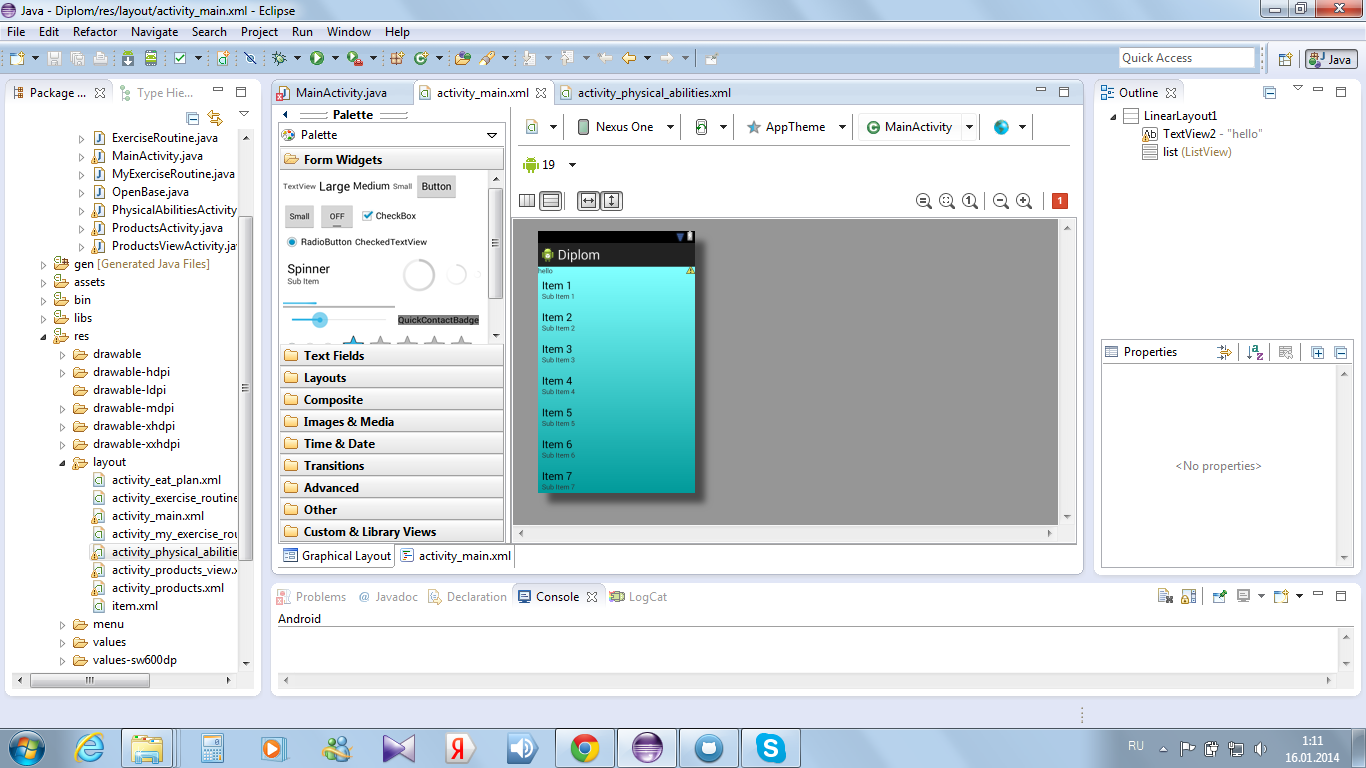 Java - Diplom/res/layout/activity_main.xml - Eclipse
File Edit Refactor Navigate Search Project Run Window Help
Quick Access
Java
Package ...
Type Hie...
ExerciseRoutine.java
MainActivity.java
MyExerciseRoutine.java
OpenBase.java
PhysicalAbilitiesActivity
ProductsActivity.java
ProductsViewActivity.jav
gen [Generated Java Files]
assets
bin
libs
res
drawable
drawable-hdpi
drawable-ldpi
drawable-mdpi
drawable-xhdpi
drawable-xxhdpi
layout
activity_eat_plan.xml
activity_exercise_routine
activity_main.xml
activity_my_exercise_rou
activity_physical_abilitie
activity_products_view.x
activity_products.xml
item.xml
menu
values
values-sw600dp
MainActivity.java
activity_main.xml
activity_physical_abilities.xml
Palette
Palette
Form Widgets
TextView Large Medium Small Button
Small OFF CheckBox
RadioButton CheckedTextView
Spinner
Sub Item
QuickContactBadge
Text Fields
Layouts
Composite
Images & Media
Time & Date
Transitions
Advanced
Other
Custom & Library Views
Nexus One
AppTheme
MainActivity
19
1
1
Diplom
hello
Item 1
Sub Item 1
Item 2
Sub Item 2
Item 3
Sub Item 3
Item 4
Sub Item 4
Item 5
Sub Item 5
Item 6
Sub Item 6
Item 7
Sub Item 7
Graphical Layout
activity_main.xml
Outline
LinearLayout1
TextView2 - "hello"
list (ListView)
Properties
<No properties>
Problems
@ Javadoc
Declaration
Console
LogCat
Android
Я
RU
1:11
16.01.2014